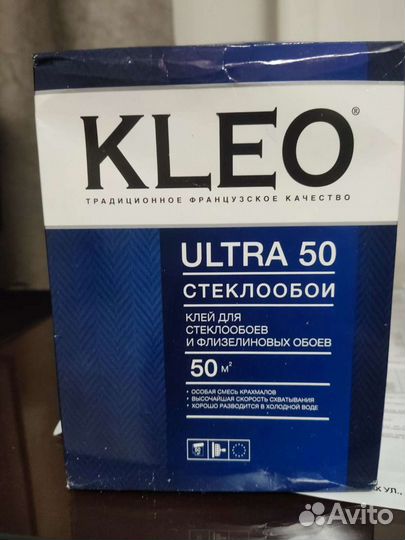 KLEO®
ТРАДИЦИОННОЕ ФРАНЦУЗСКОЕ КАЧЕСТВО
ULTRA 50
СТЕКЛООБОИ
КЛЕЙ ДЛЯ
СТЕКЛООБОЕВ
И ФЛИЗЕЛИНОВЫХ ОБОЕВ
50 м²
• ОСОБАЯ СМЕСЬ КРАХМАЛОВ
• ВЫСОЧАЙШАЯ СКОРОСТЬ СХВАТЫВАНИЯ
• ХОРОШО РАЗВОДИТСЯ В ХОЛОДНОЙ ВОДЕ
УЛ.,
Avito